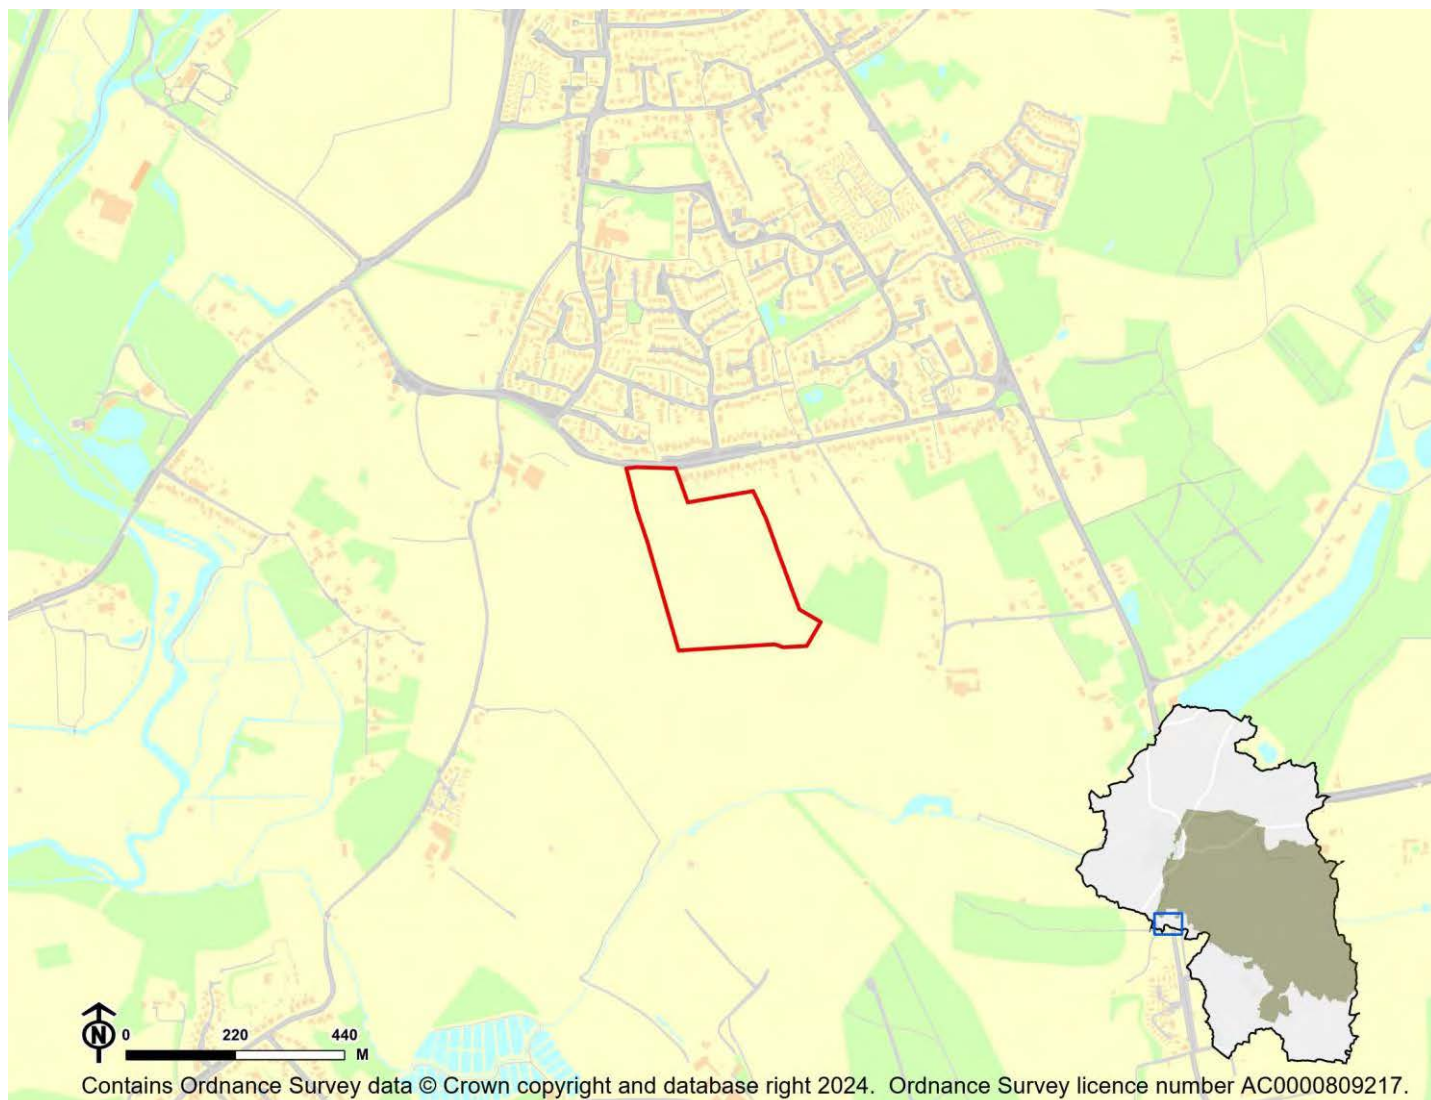 N
0 220 440
M
Contains Ordnance Survey data © Crown copyright and database right 2024. Ordnance Survey licence number AC0000809217.